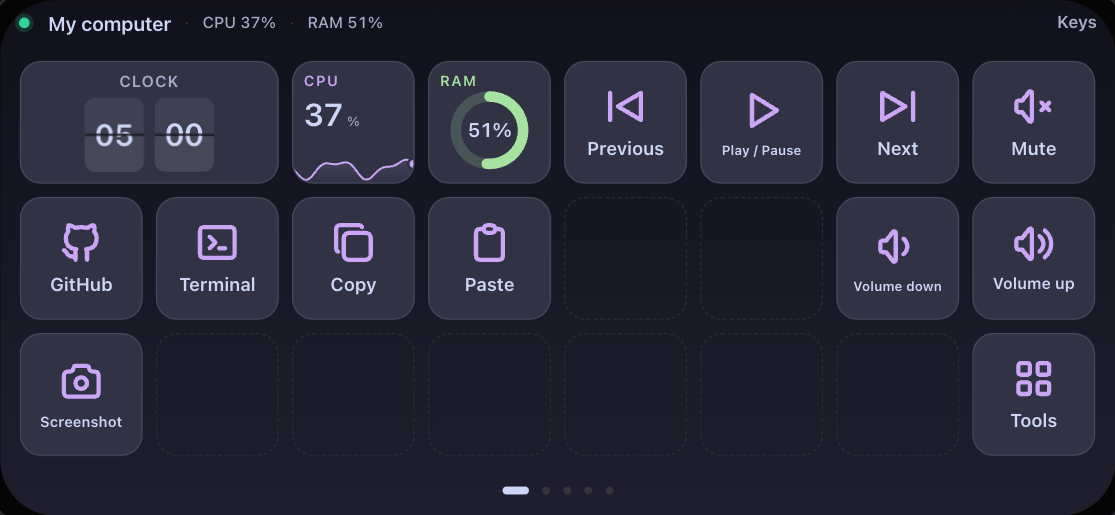 My computer · CPU 37% · RAM 51%
Keys
CLOCK
05 00
CPU
37 %
RAM
51%
Previous
Play / Pause
Next
Mute
GitHub
Terminal
Copy
Paste
Volume down
Volume up
Screenshot
Tools